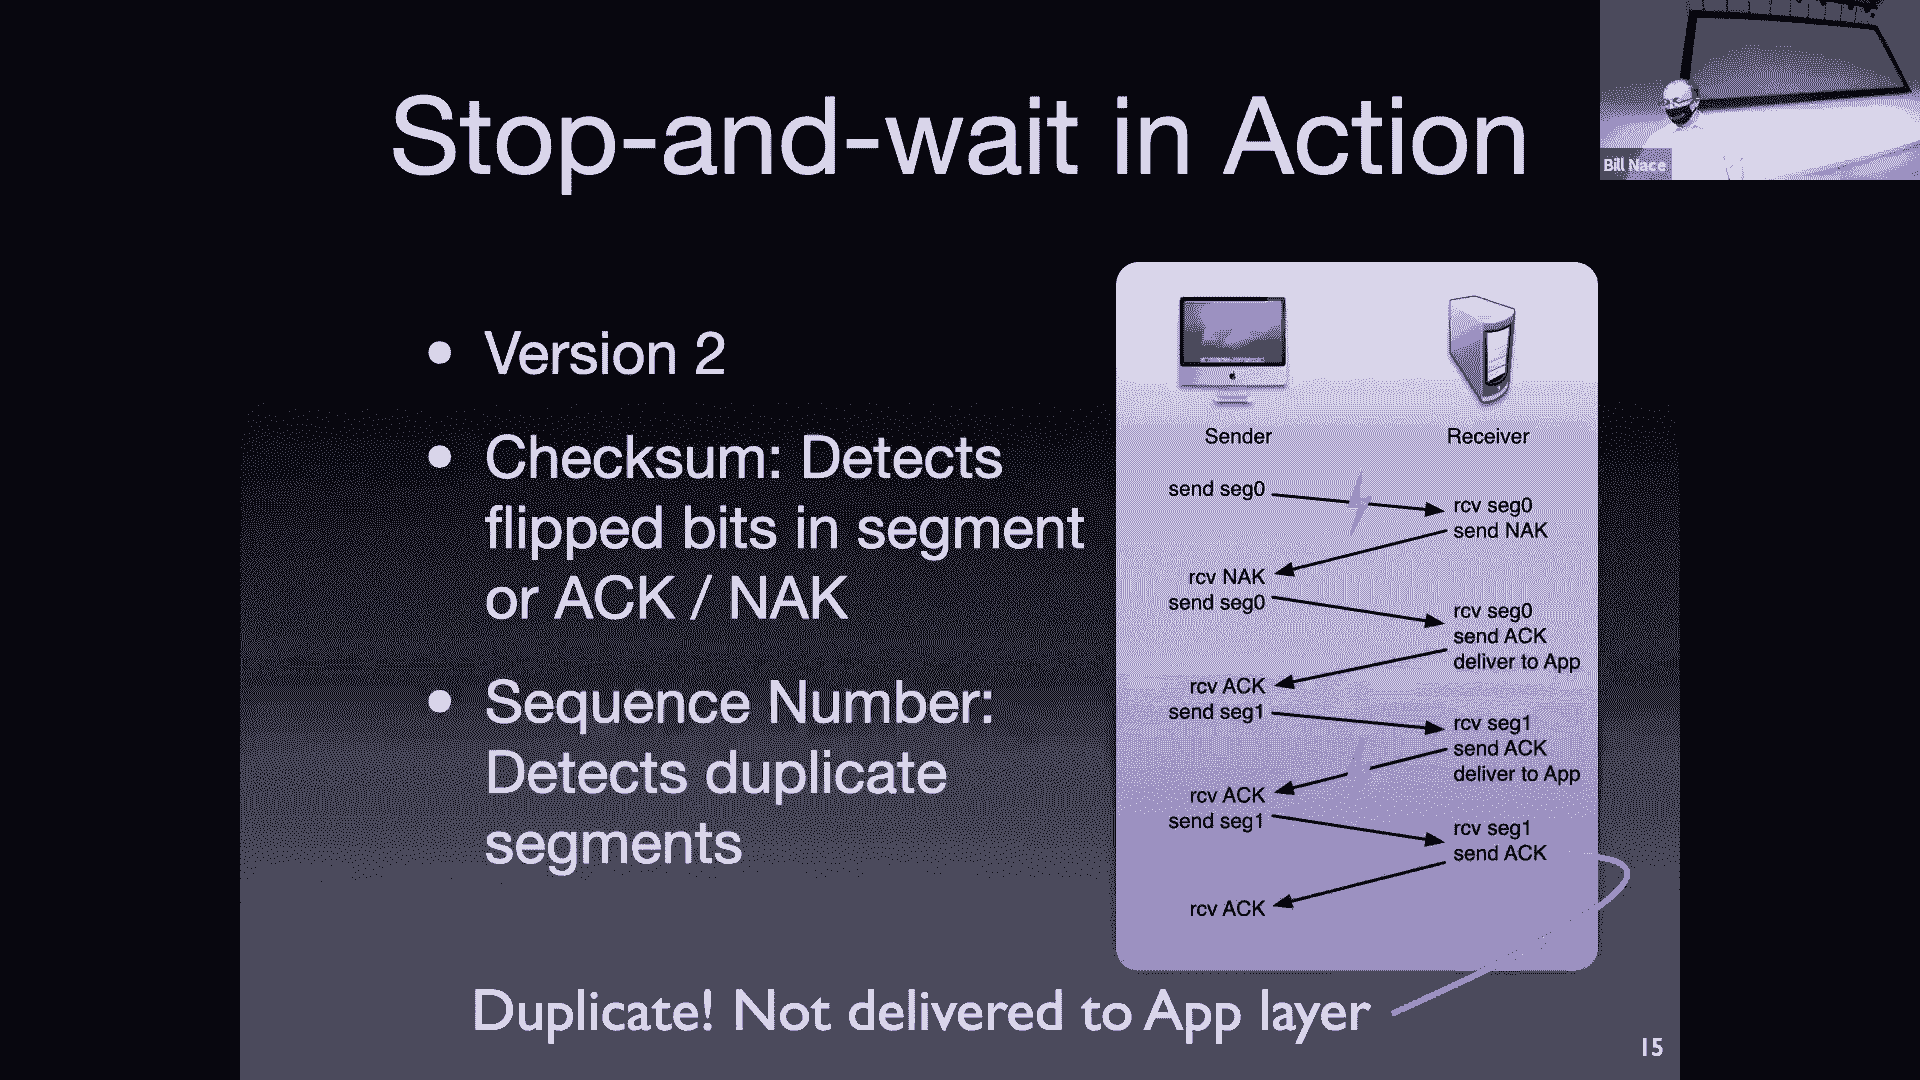 Stop-and-wait in Action
Bill Nace
• Version 2
• Checksum: Detects
flipped bits in segment
or ACK / NAK
• Sequence Number:
Detects duplicate
segments
Sender
Receiver
send seg0
rcv seg0
send NAK
rcv NAK
send seg0
rcv seg0
send ACK
deliver to App
rcv ACK
send seg1
rcv seg1
send ACK
deliver to App
rcv ACK
send seg1
rcv seg1
send ACK
rcv ACK
Duplicate! Not delivered to App layer
15